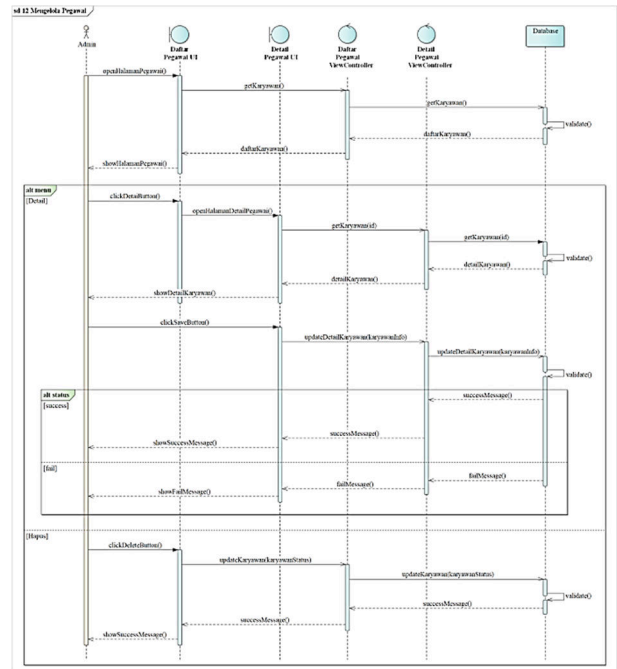 sd 12 Mengelola Pegawai
Admin
Daftar
Pegawai UI
Detail
Pegawai UI
Daftar
Pegawai
ViewController
Detail
Pegawai
ViewController
Database
openHalamanPegawai()
getKaryawan()
getKaryawan()
validate()
daftarKaryawan()
daftarKaryawan()
showHalamanPegawai()
alt menu
[Detail]
clickDetailButton()
openHalamanDetailPegawai()
getKaryawan(id)
getKaryawan(id)
validate()
detailKaryawan()
detailKaryawan()
showDetailKaryawan()
clickSaveButton()
updateDetailKaryawan(karyawanInfo)
updateDetailKaryawan(karyawanInfo)
validate()
alt status
[success]
successMessage()
successMessage()
showSuccessMessage()
[fail]
failMessage()
failMessage()
showFailMessage()
[Hapus]
clickDeleteButton()
updateKaryawan(karyawanStatus)
updateKaryawan(karyawanStatus)
validate()
successMessage()
successMessage()
showSuccessMessage()